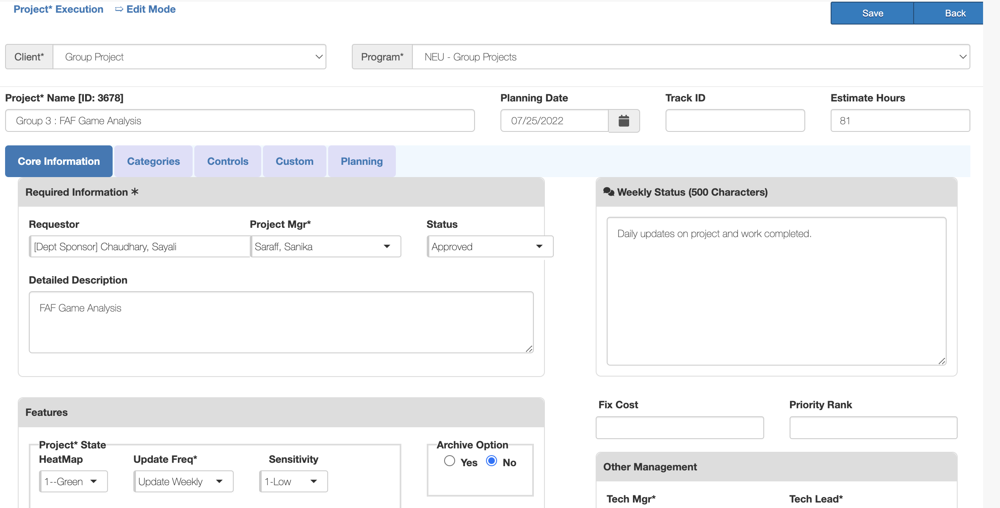 Project* Execution ⇨ Edit Mode
Save Back
Client* Group Project Program* NEU - Group Projects
Project* Name [ID: 3678] Planning Date Track ID Estimate Hours
Group 3 : FAF Game Analysis 07/25/2022 81
Core Information Categories Controls Custom Planning
Required Information * Weekly Status (500 Characters)
Requestor Project Mgr* Status
[Dept Sponsor] Chaudhary, Sayali Saraff, Sanika Approved
Daily updates on project and work completed.
Detailed Description
FAF Game Analysis
Features
Fix Cost Priority Rank
Project* State Archive Option
HeatMap Update Freq* Sensitivity Yes No
1--Green Update Weekly 1-Low
Other Management
Tech Mgr* Tech Lead*